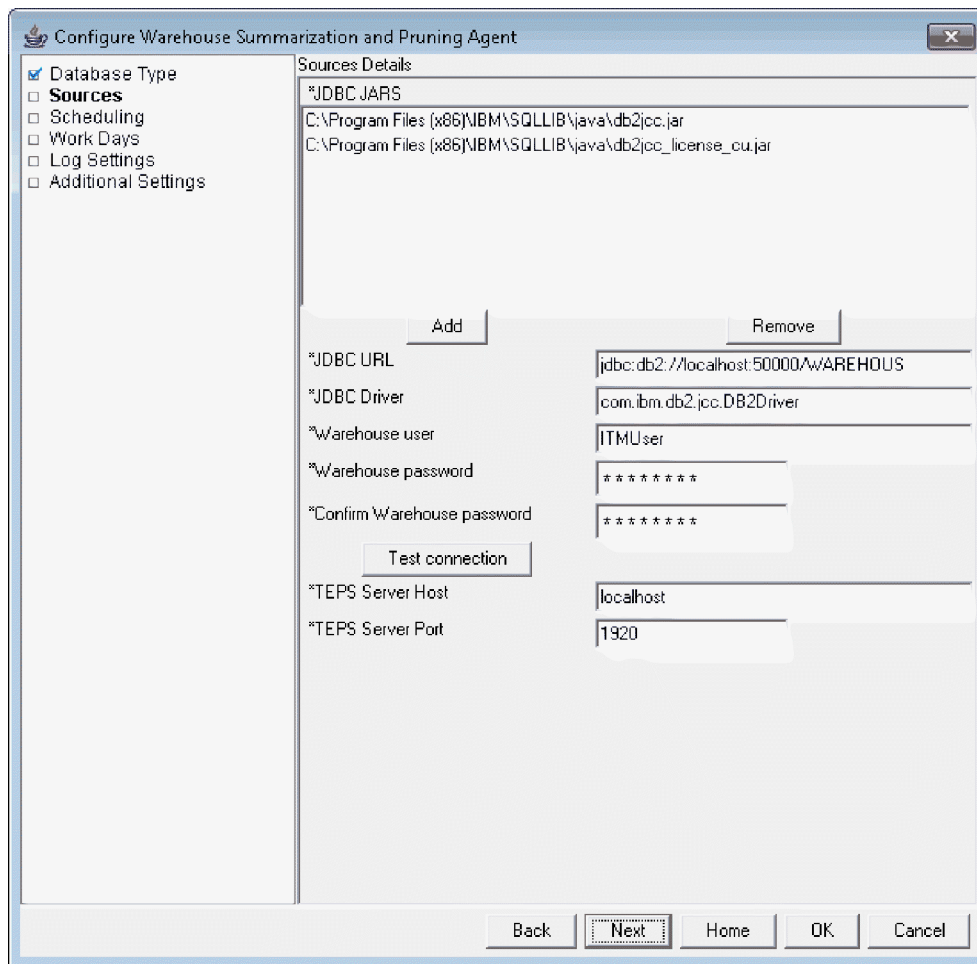 Configure Warehouse Summarization and Pruning Agent
Database Type
Sources
Scheduling
Work Days
Log Settings
Additional Settings
Sources Details
*JDBC JARS
C:\Program Files (x86)\IBM\SQLLIB\java\db2jcc.jar
C:\Program Files (x86)\IBM\SQLLIB\java\db2jcc_license_cu.jar
Add Remove
*JDBC URL jdbc:db2://localhost:50000/WAREHOUS
*JDBC Driver com.ibm.db2.jcc.DB2Driver
*Warehouse user ITMUser
*Warehouse password ********
*Confirm Warehouse password ********
Test connection
*TEPS Server Host localhost
*TEPS Server Port 1920
Back Next Home OK Cancel